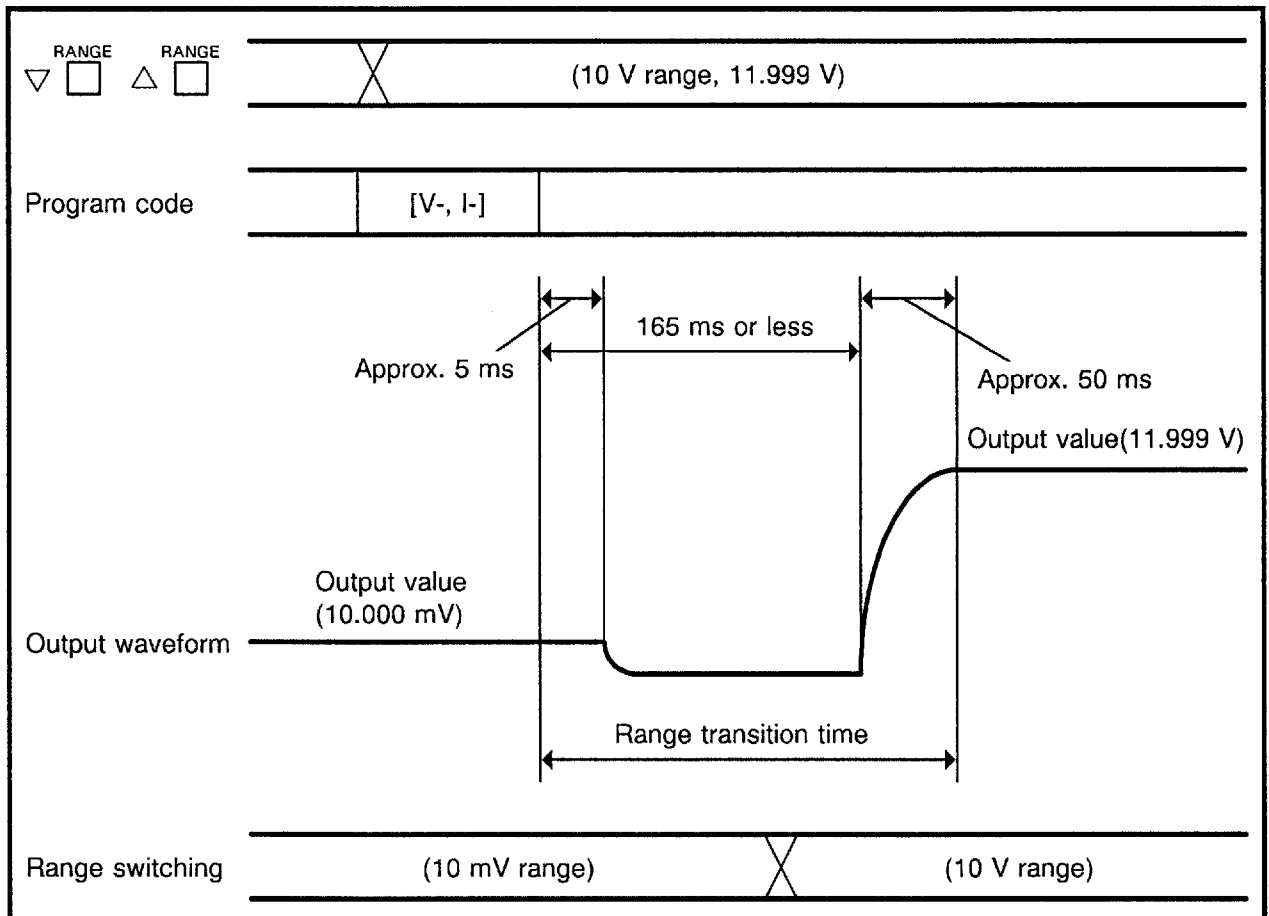 RANGE RANGE
(10 V range, 11.999 V)
Program code
[V-, I-]
165 ms or less
Approx. 5 ms
Approx. 50 ms
Output value(11.999 V)
Output value
(10.000 mV)
Output waveform
Range transition time
Range switching
(10 mV range)
(10 V range)